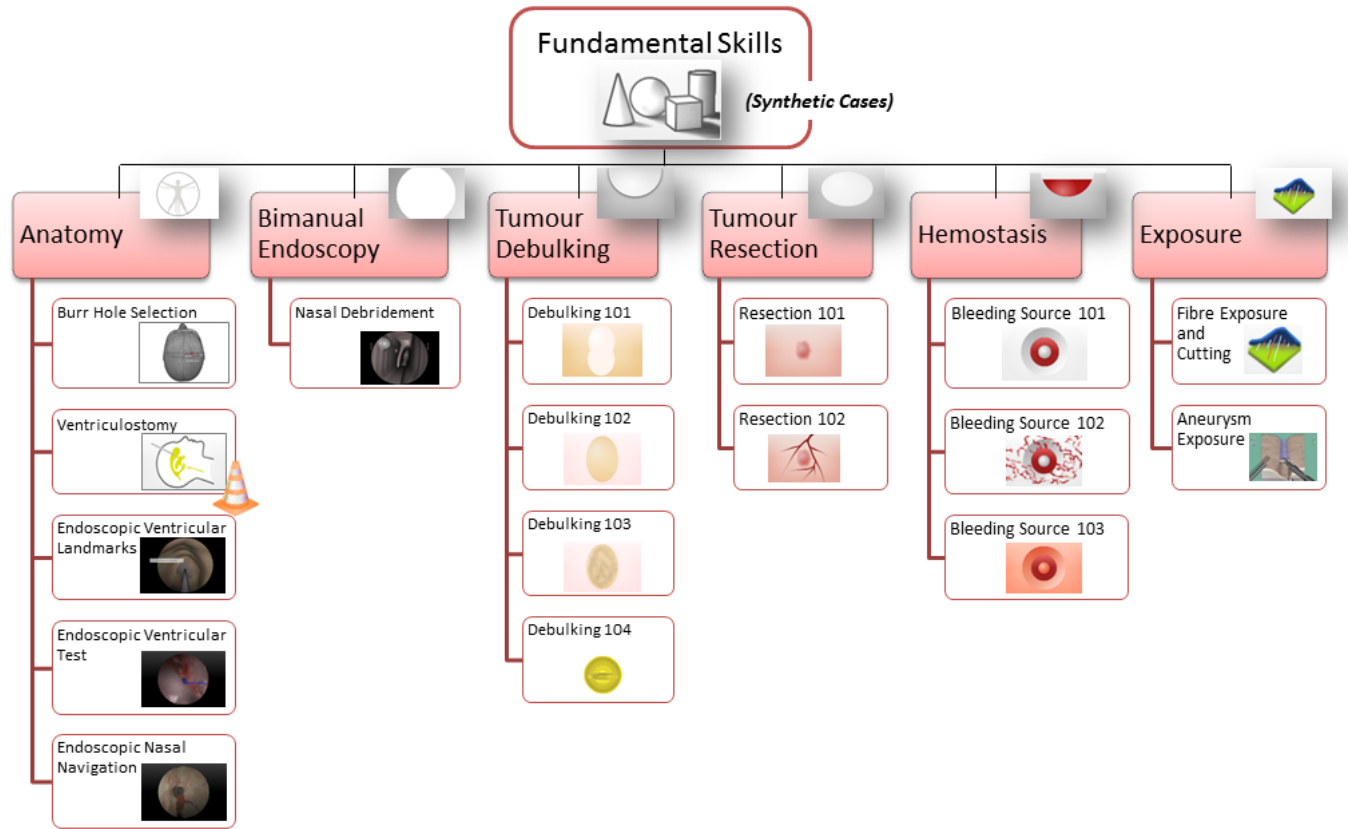 Fundamental Skills
(Synthetic Cases)
Anatomy
Bimanual
Endoscopy
Tumour
Debulking
Tumour
Resection
Hemostasis
Exposure
Burr Hole Selection
Ventriculostomy
Endoscopic Ventricular
Landmarks
Endoscopic Ventricular
Test
Endoscopic Nasal
Navigation
Nasal Debridement
Debulking 101
Debulking 102
Debulking 103
Debulking 104
Resection 101
Resection 102
Bleeding Source 101
Bleeding Source 102
Bleeding Source 103
Fibre Exposure
and
Cutting
Aneurysm
Exposure